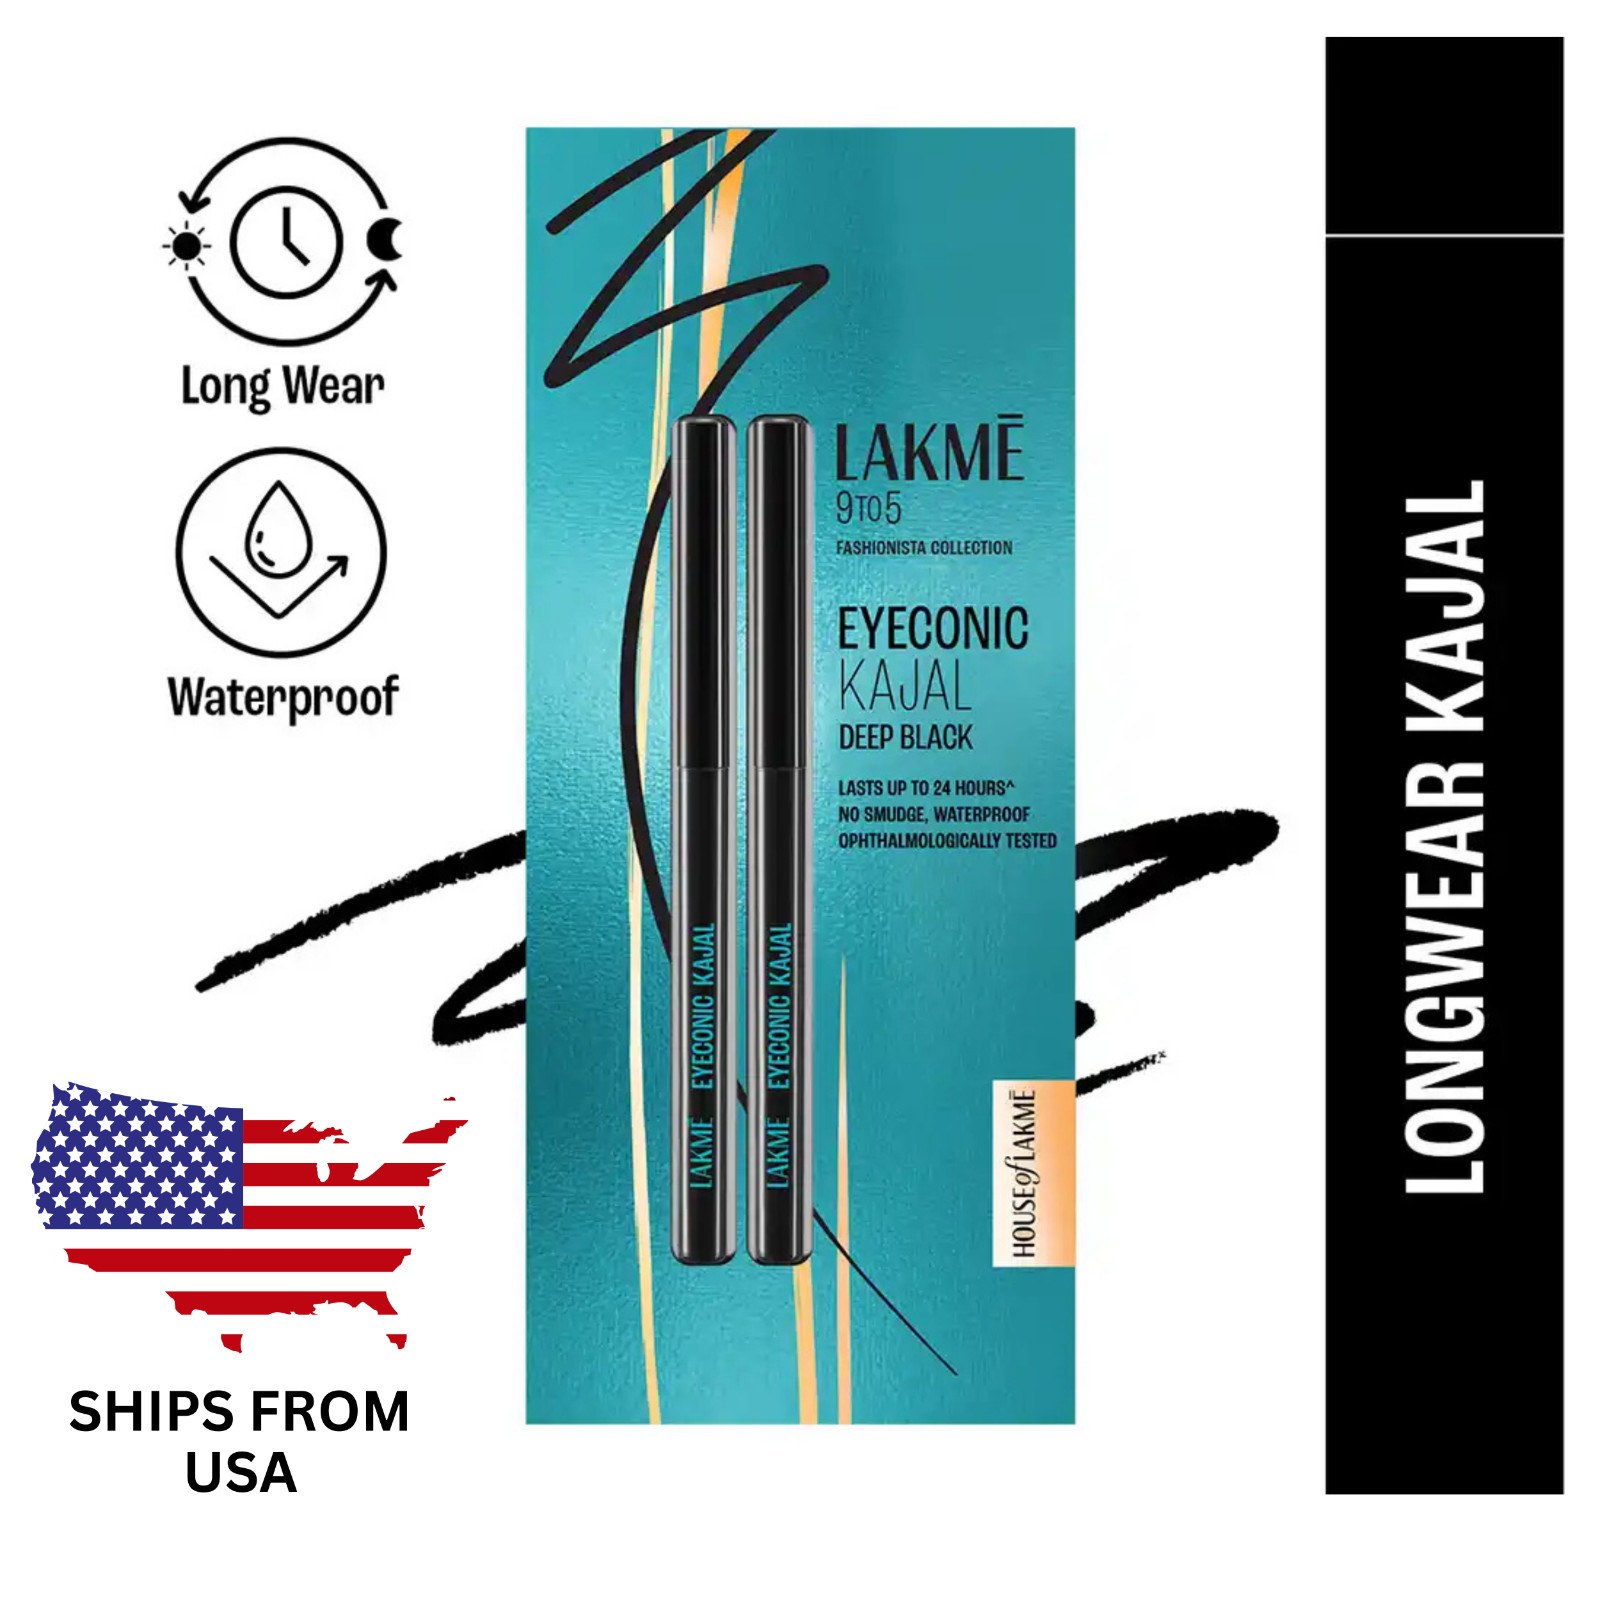 Long Wear
Waterproof
SHIPS FROM
USA
LAKMĒ
9TO5
FASHIONISTA COLLECTION
EYECONIC
KAJAL
DEEP BLACK
LASTS UP TO 24 HOURS^
NO SMUDGE, WATERPROOF
OPHTHALMOLOGICALLY TESTED
LAKMĒ EYECONIC KAJAL
LAKMĒ EYECONIC KAJAL
HOUSE of LAKMĒ
LONGWEAR KAJAL